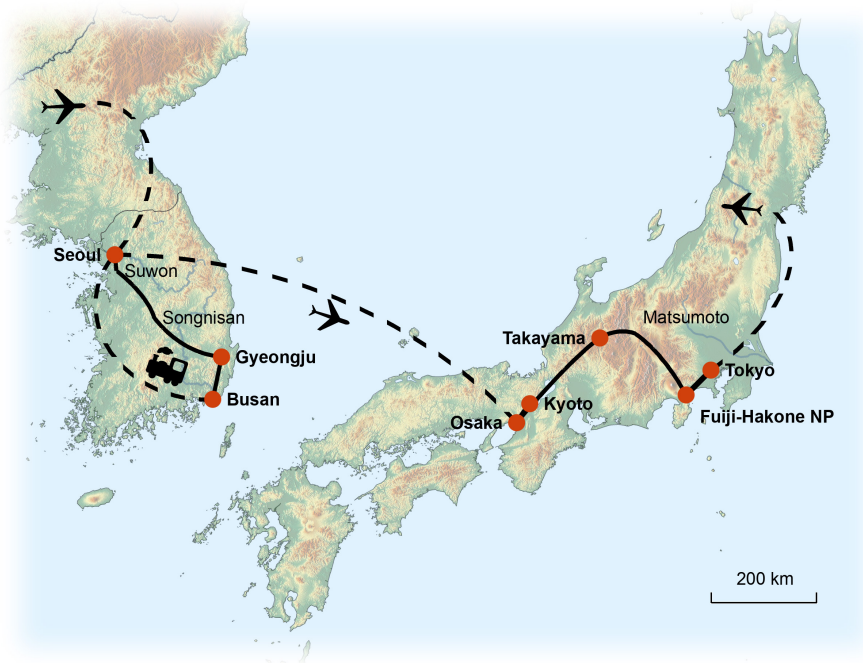 Seoul
Suwon
Songnisan
Gyeongju
Busan
Matsumoto
Takayama
Tokyo
Kyoto
Osaka
Fuiji-Hakone NP
200 km